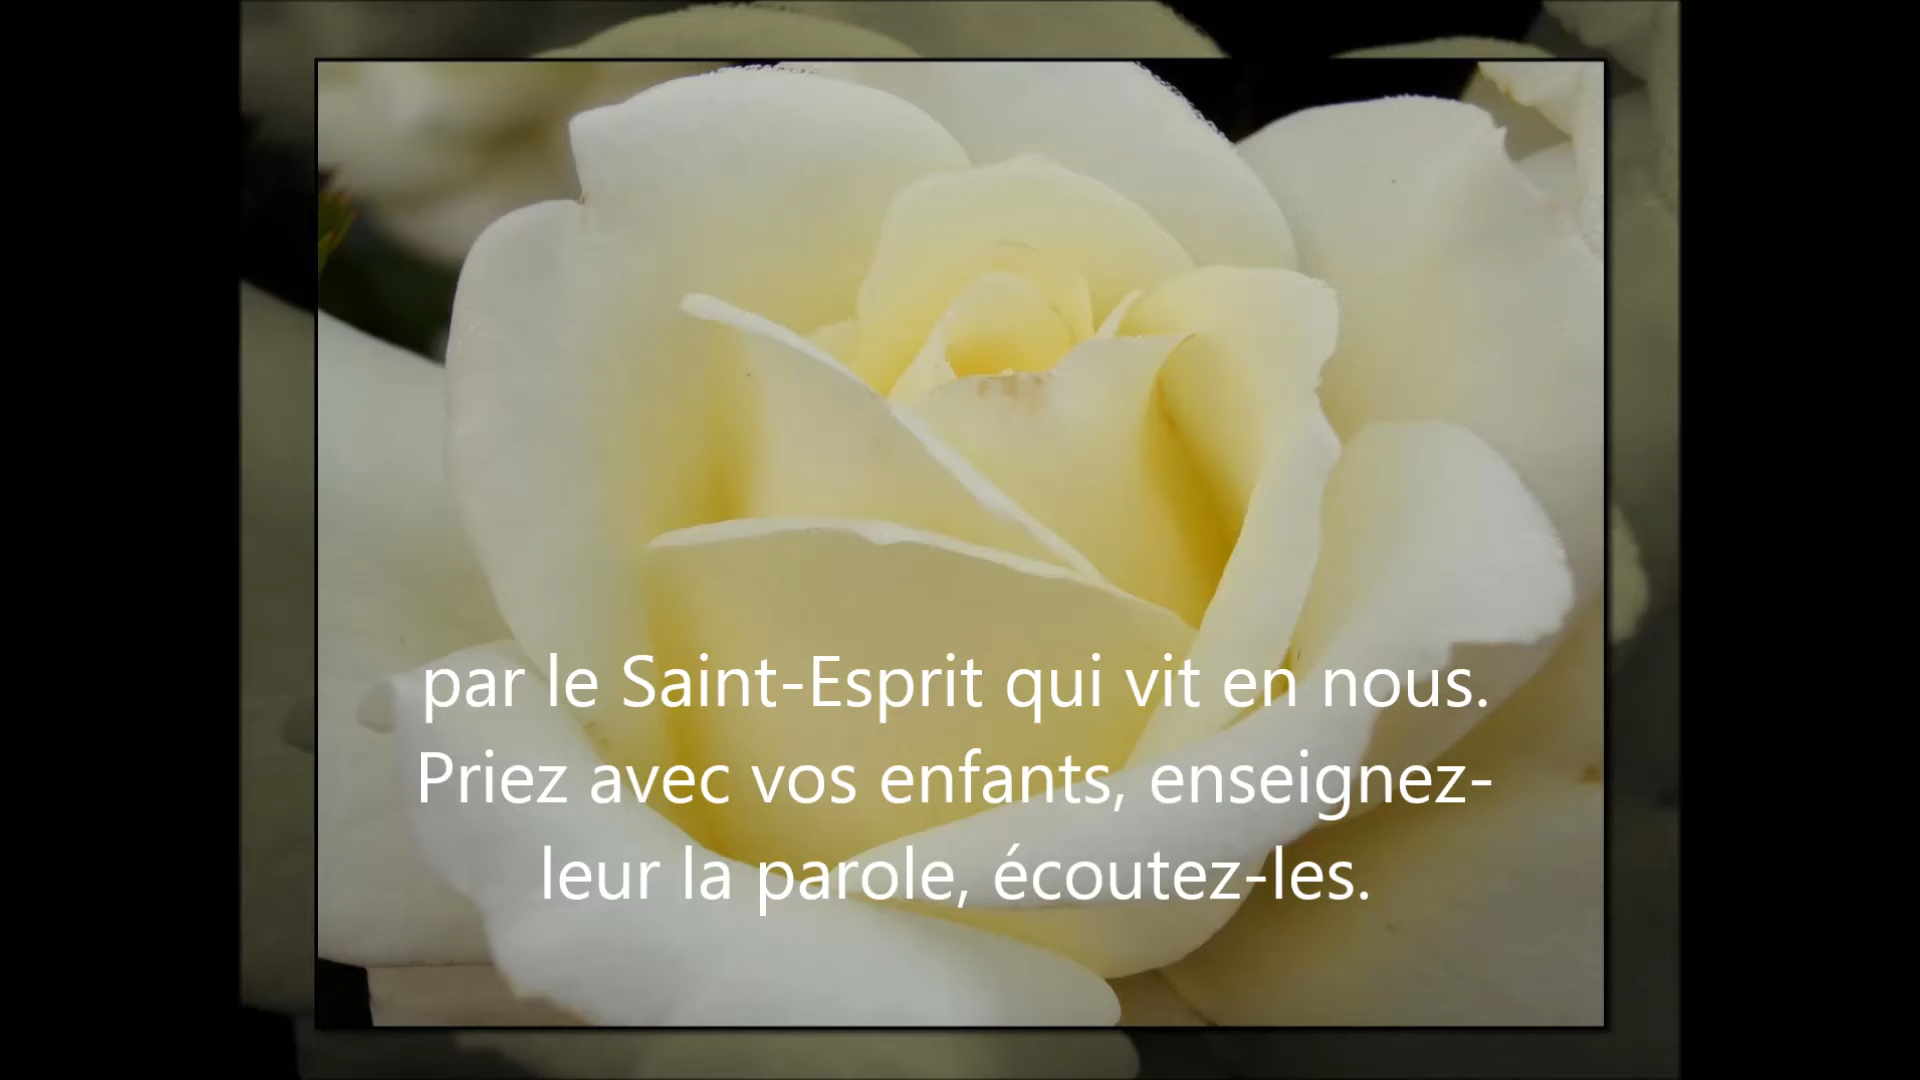 par le Saint-Esprit qui vit en nous.
Priez avec vos enfants, enseignez-
leur la parole, écoutez-les.